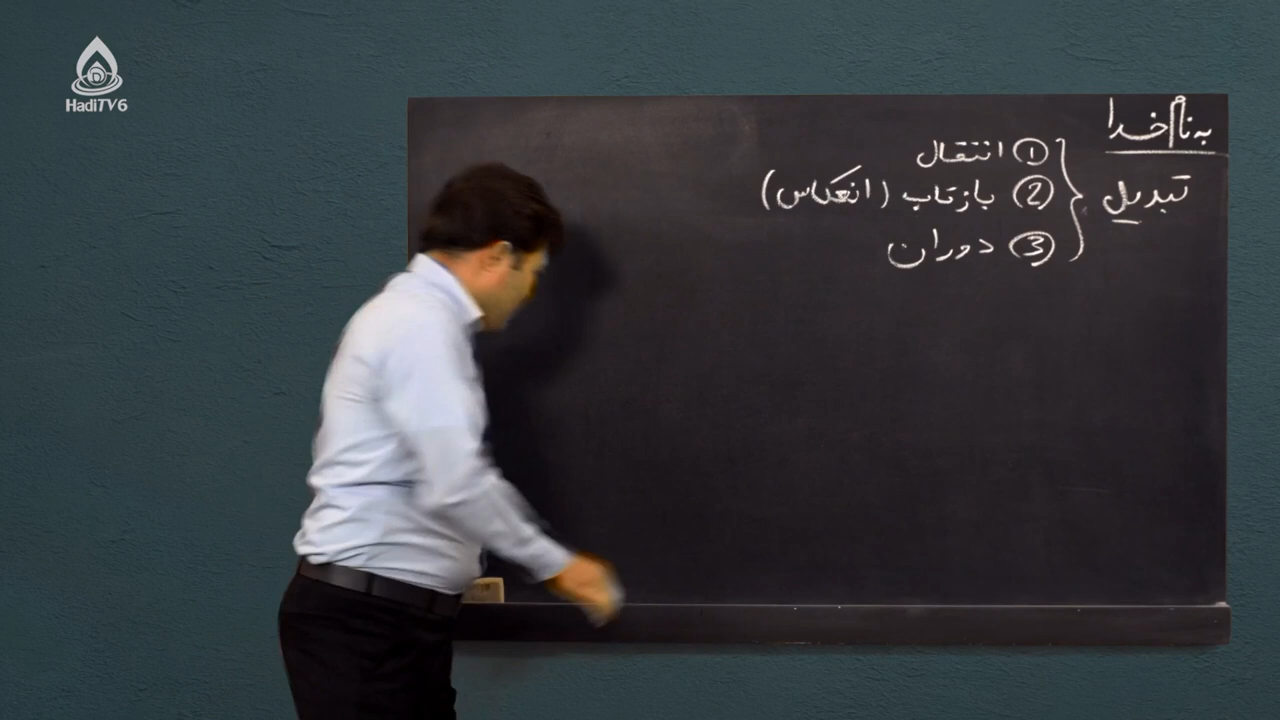 HadiTV6
به نام خدا
تبدیل
① انتقال
② بازتاب (انعکاس)
③ دوران